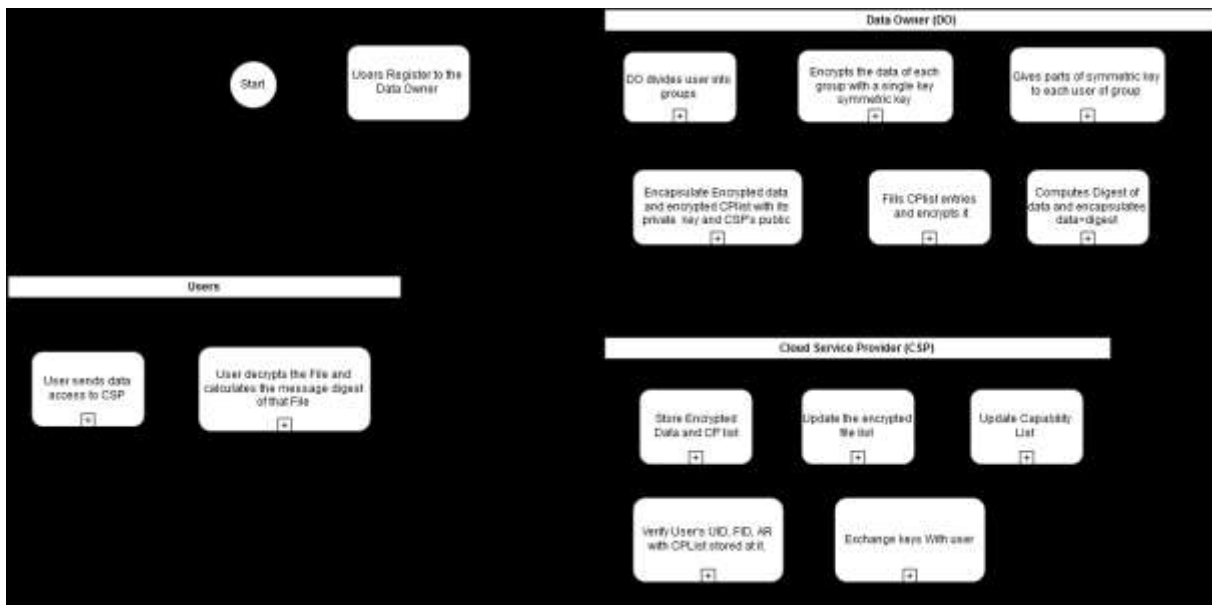 Start
Users Register to the
Data Owner
Data Owner (DO)
DO divides user into
groups
Encrypts the data of each
group with a single key
symmetric key
Gives parts of symmetric key
to each user of group
Encapsulate Encrypted data
and encrypted CPlist with its
private key and CSP's public
Fills CPlist entries
and encrypts it
Computes Digest of
data and encapsulates
data+digest
Users
User sends data
access to CSP
User decrypts the File and
calculates the message digest
of that File
Cloud Service Provider (CSP)
Store Encrypted
Data and CP list
Update the encrypted
file list
Update Capability
List
Verify User's UID, FID, AR
with CPList stored at it.
Exchange keys With user